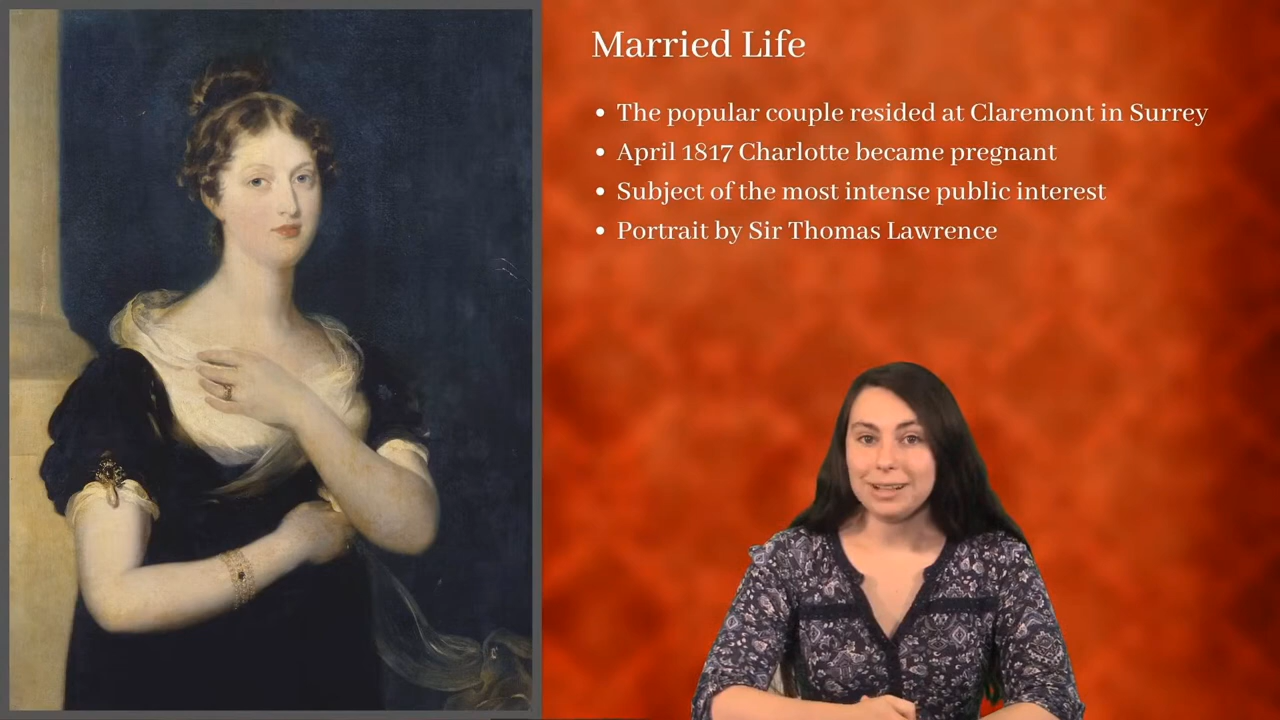 Married Life
• The popular couple resided at Claremont in Surrey
• April 1817 Charlotte became pregnant
• Subject of the most intense public interest
• Portrait by Sir Thomas Lawrence